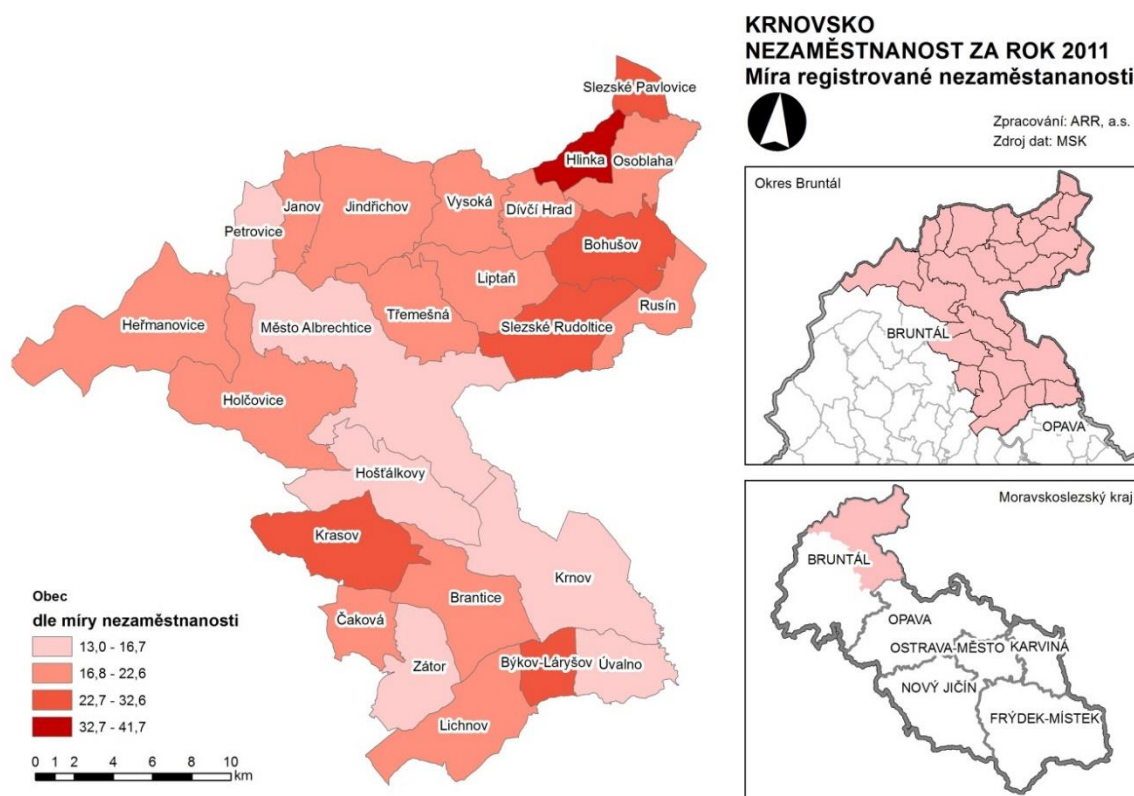 KRNOVSKO
NEZAMĚSTNANOST ZA ROK 2011
Míra registrované nezaměstananosti
Zpracování: ARR, a.s.
Zdroj dat: MSK
Slezské Pavlovice
Hlinka
Osoblaha
Janov
Jindřichov
Vysoká
Dívčí Hrad
Petrovice
Bohušov
Liptaň
Rusín
Heřmanovice
Město Albrechtice
Třemešná
Slezské Rudoltice
Holčovice
Hošťálkovy
Krasov
Krnov
Brantice
Čaková
Zátor
Býkov-Láryšov
Úvalno
Lichnov
Obec
dle míry nezaměstnanosti
13,0 - 16,7
16,8 - 22,6
22,7 - 32,6
32,7 - 41,7
0 1 2 4 6 8 10
km
Okres Bruntál
BRUNTÁL
OPAVA
Moravskoslezský kraj
BRUNTÁL
OPAVA
OSTRAVA-MĚSTO
KARVINÁ
NOVÝ JIČÍN
FRÝDEK-MÍSTEK